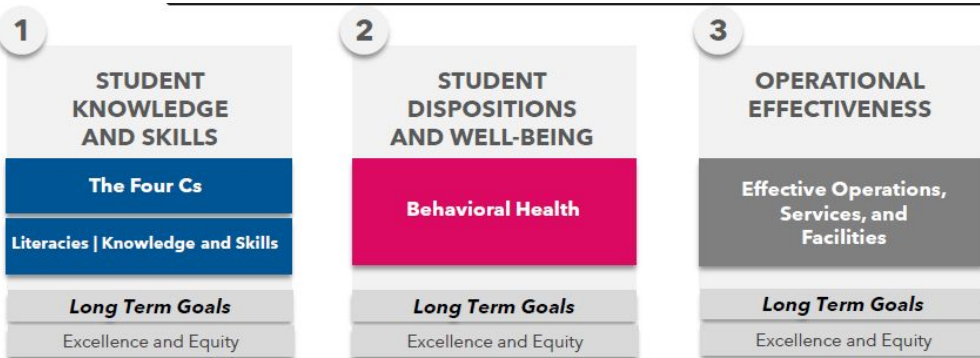 1
STUDENT
KNOWLEDGE
AND SKILLS
The Four Cs
Literacies | Knowledge and Skills
Long Term Goals
Excellence and Equity
2
STUDENT
DISPOSITIONS
AND WELL-BEING
Behavioral Health
Long Term Goals
Excellence and Equity
3
OPERATIONAL
EFFECTIVENESS
Effective Operations,
Services, and
Facilities
Long Term Goals
Excellence and Equity